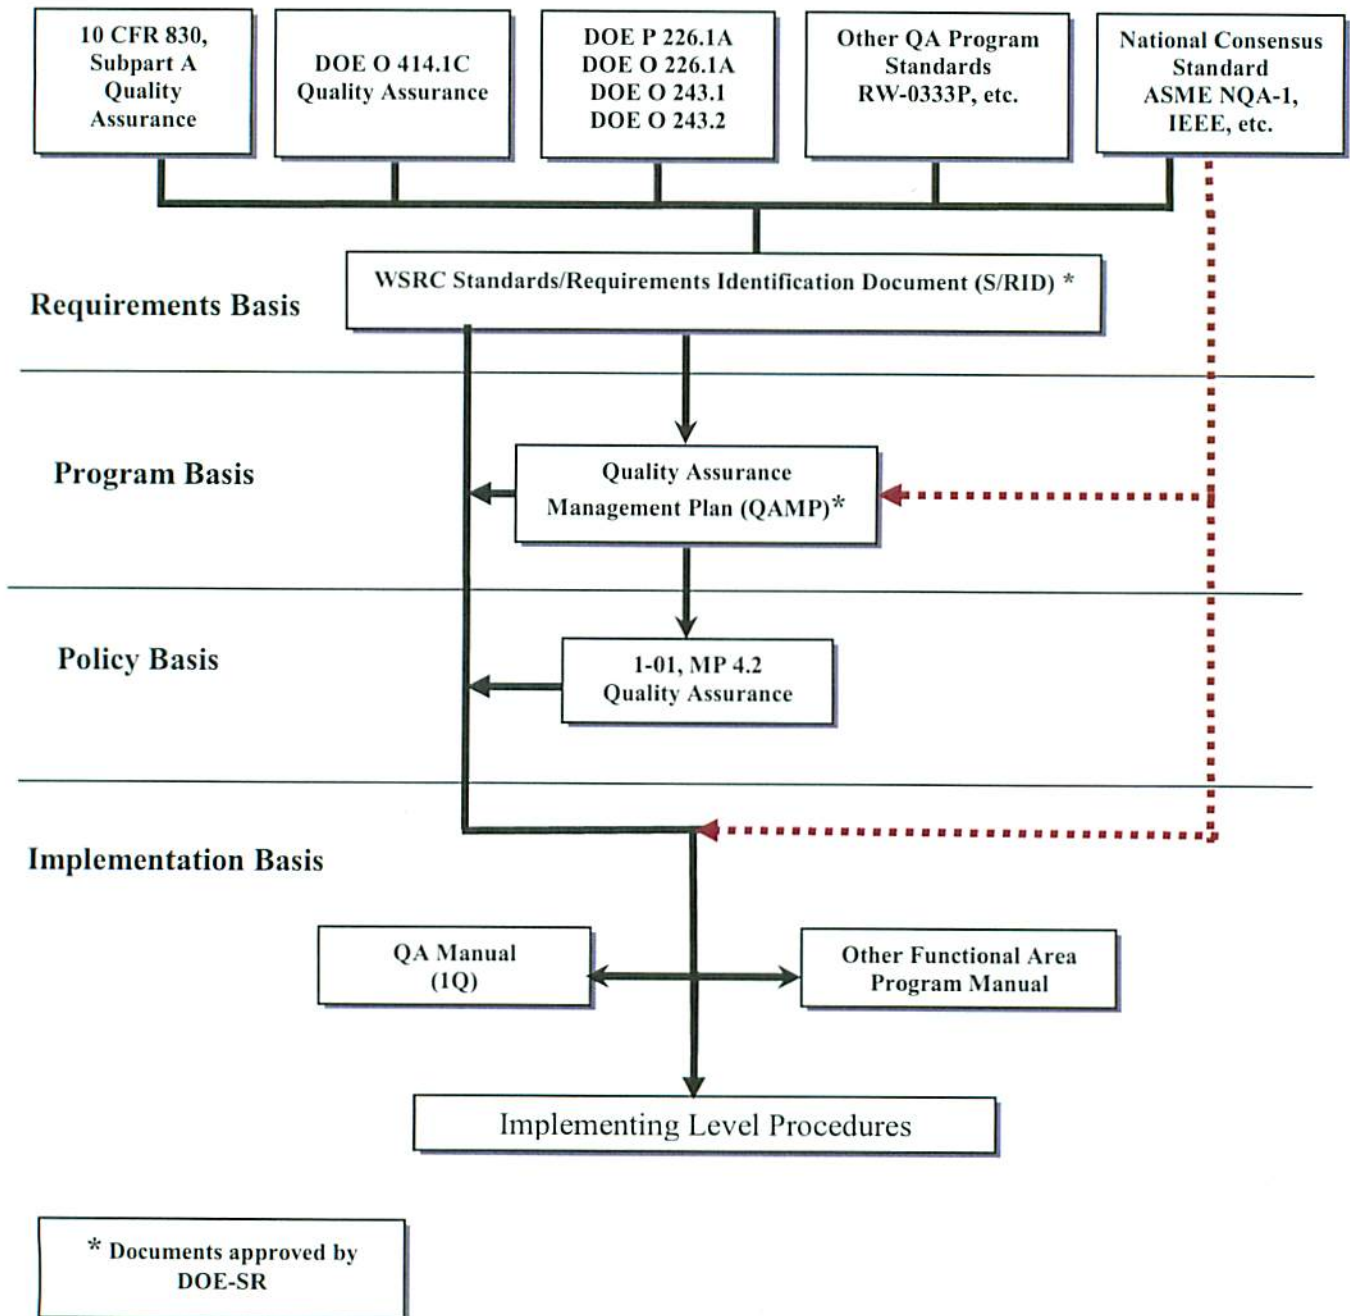 10 CFR 830,
Subpart A
Quality
Assurance
DOE O 414.1C
Quality Assurance
DOE P 226.1A
DOE O 226.1A
DOE O 243.1
DOE O 243.2
Other QA Program
Standards
RW-0333P, etc.
National Consensus
Standard
ASME NQA-1,
IEEE, etc.
WSRC Standards/Requirements Identification Document (S/RID) *
Requirements Basis
Program Basis
Quality Assurance
Management Plan (QAMP)*
Policy Basis
1-01, MP 4.2
Quality Assurance
Implementation Basis
QA Manual
(1Q)
Other Functional Area
Program Manual
Implementing Level Procedures
* Documents approved by
DOE-SR